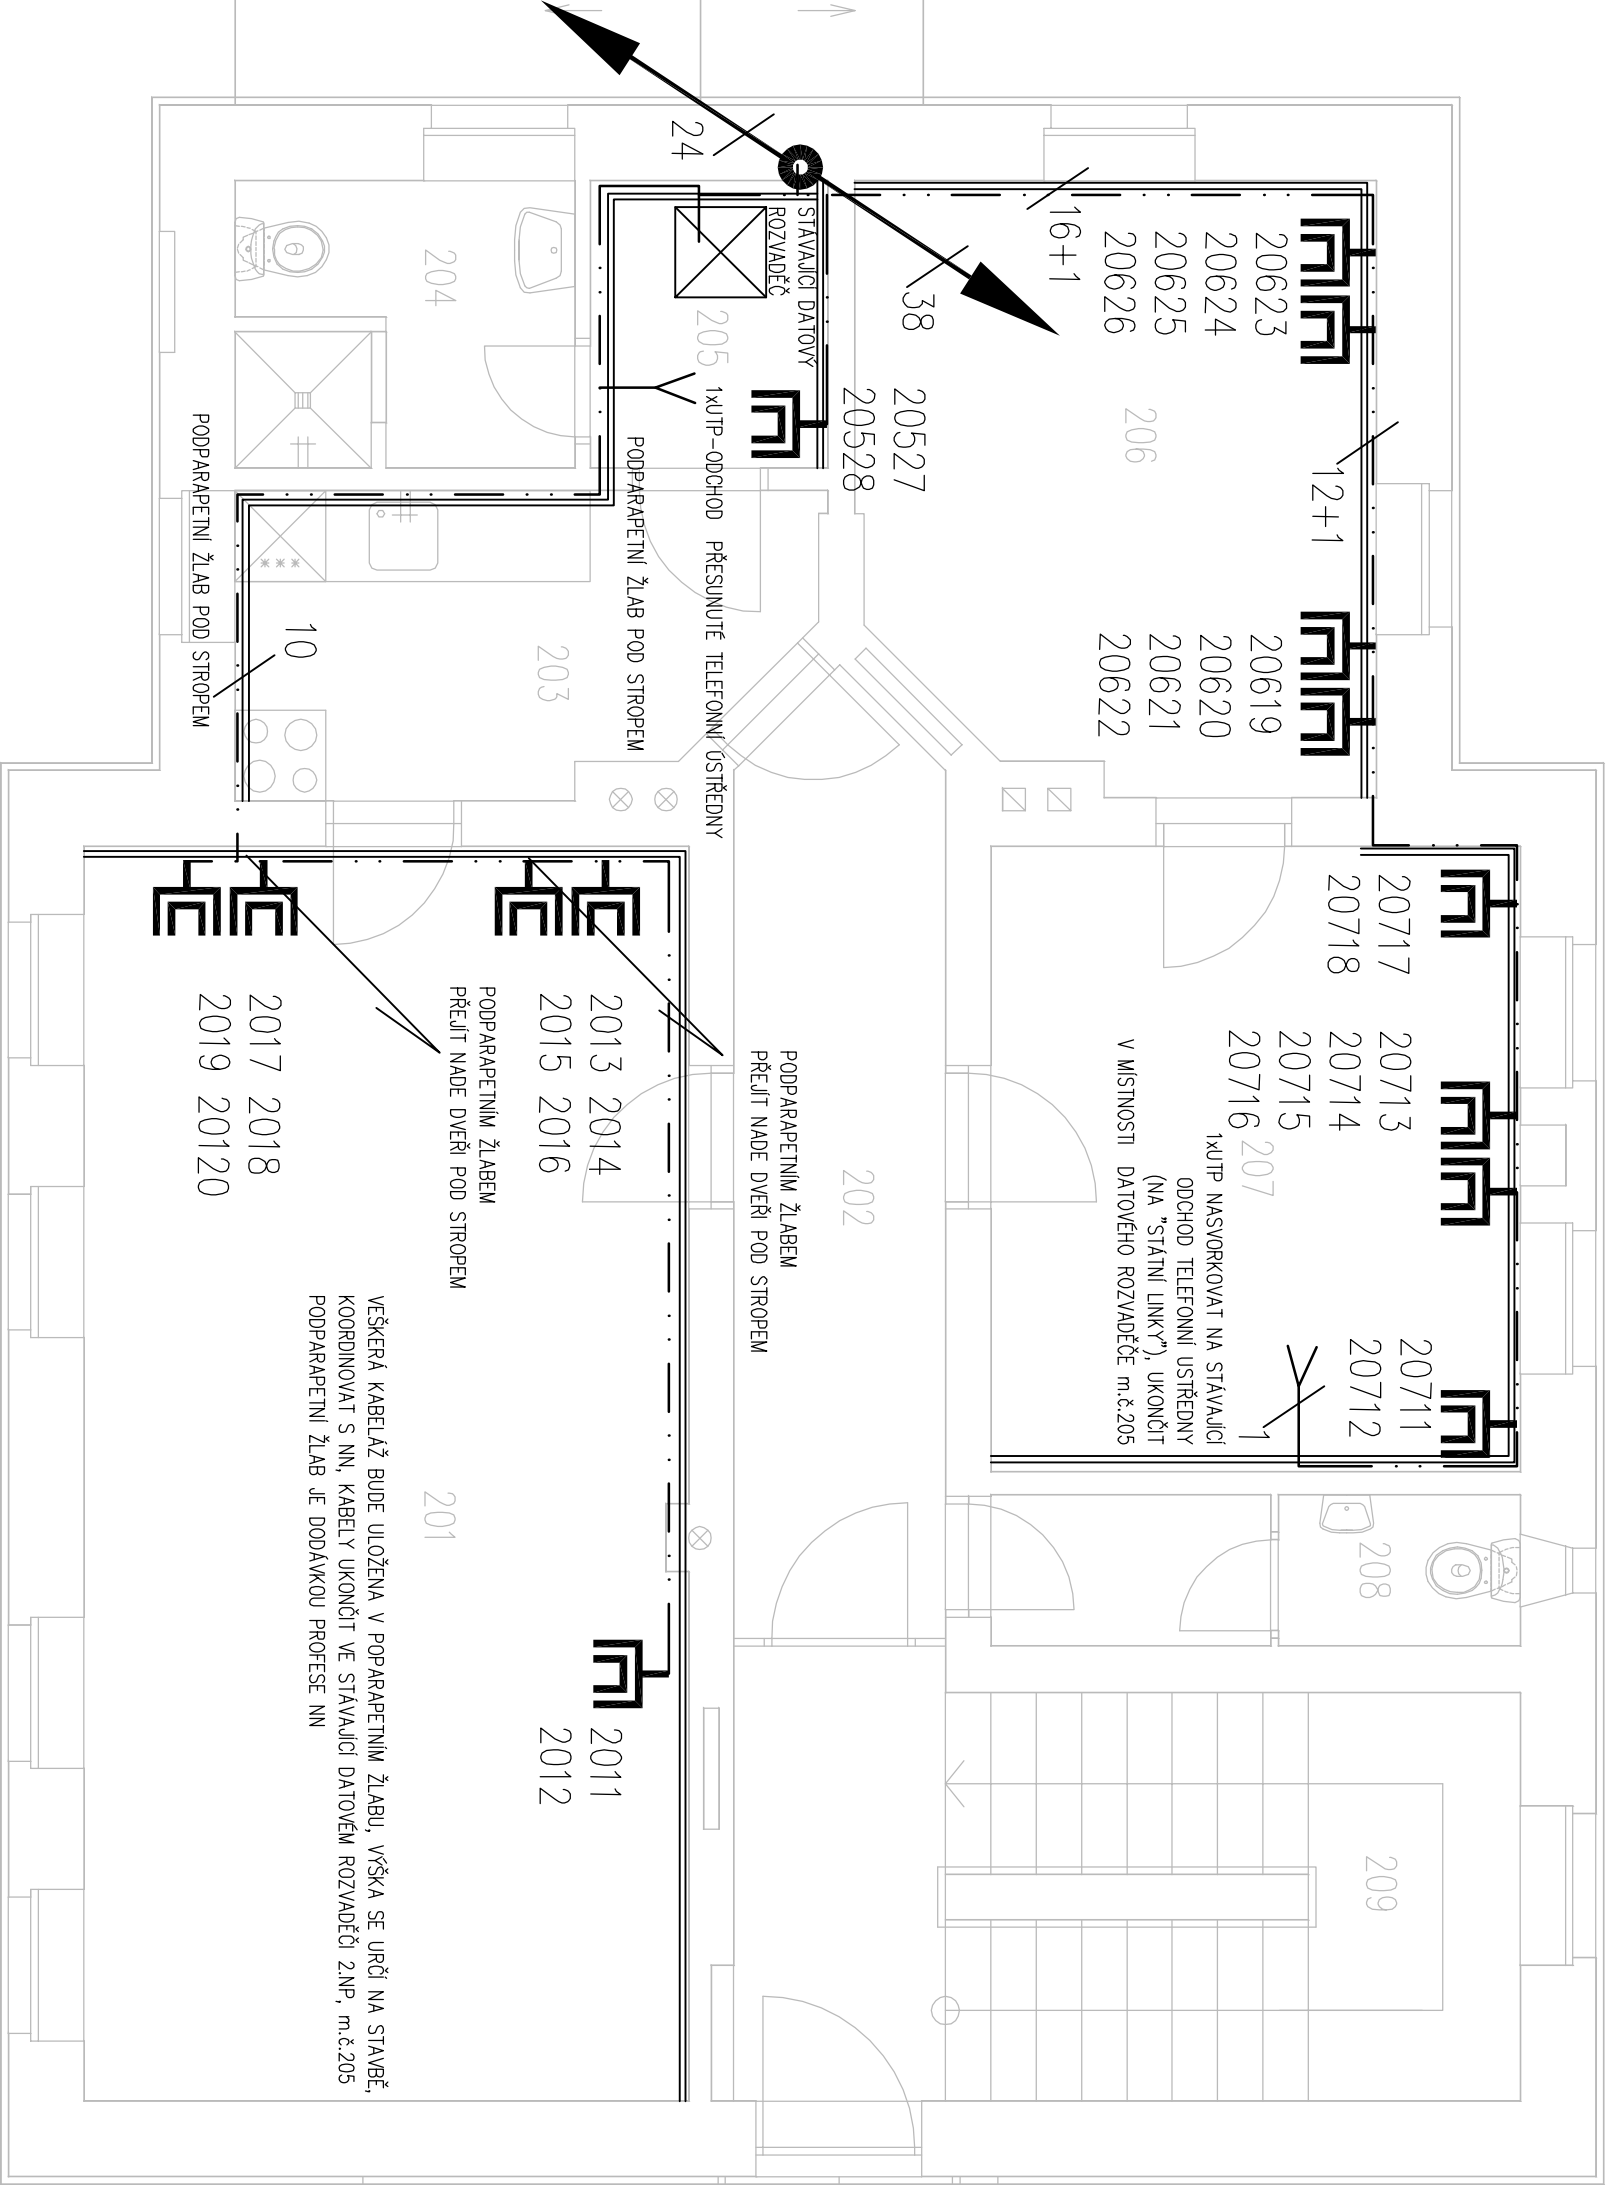 24
STÁVAJÍCÍ DATOVÝ
ROZVADĚČ
38
16+1
20623
20624
20625
20626
12+1
206
20619
20620
20621
20622
20527
20528
205
204
1xUTP-ODCHOD PŘESUNUTÉ TELEFONNÍ ÚSTŘEDNY
PODPARAPETNÍ ŽLAB POD STROPEM
PODPARAPETNÍ ŽLAB POD STROPEM
10
203
20717
20718
20713
20714
20715
20716
207
1xUTP NASVORKOVAT NA STÁVAJÍCÍ
ODCHOD TELEFONNÍ USTŘEDNY
(NA "STÁTNÍ LINKY"), UKONČIT
V MÍSTNOSTI DATOVÉHO ROZVADĚČE m.č.205
20711
20712
1
202
PODPARAPETNÍM ŽLABEM
PŘEJÍT NADE DVEŘI POD STROPEM
2013 2014
2015 2016
PODPARAPETNÍM ŽLABEM
PŘEJÍT NADE DVEŘI POD STROPEM
2017 2018
2019 20120
201
VEŠKERÁ KABELÁŽ BUDE ULOŽENA V POPARAPETNÍM ŽLABU, VÝŠKA SE URČÍ NA STAVBĚ,
KOORDINOVAT S NN, KABELY UKONČIT VE STÁVAJÍCÍ DATOVÉM ROZVADĚČI 2.NP, m.č.205
PODPARAPETNÍ ŽLAB JE DODÁVKOU PROFESE NN
2011
2012
208
209